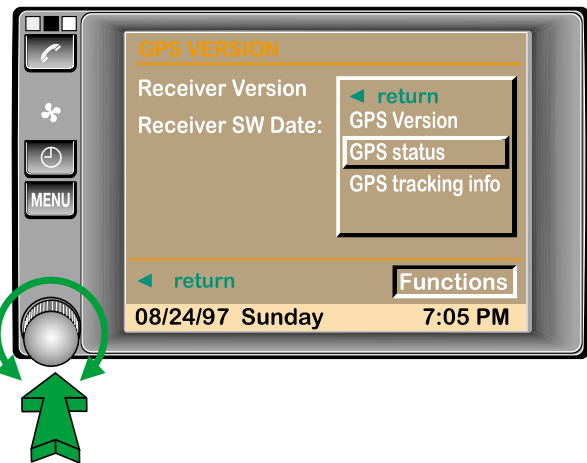 GPS VERSION
Receiver Version
Receiver SW Date:
◄ return
GPS Version
GPS status
GPS tracking info
MENU
◄ return
Functions
08/24/97 Sunday 7:05 PM